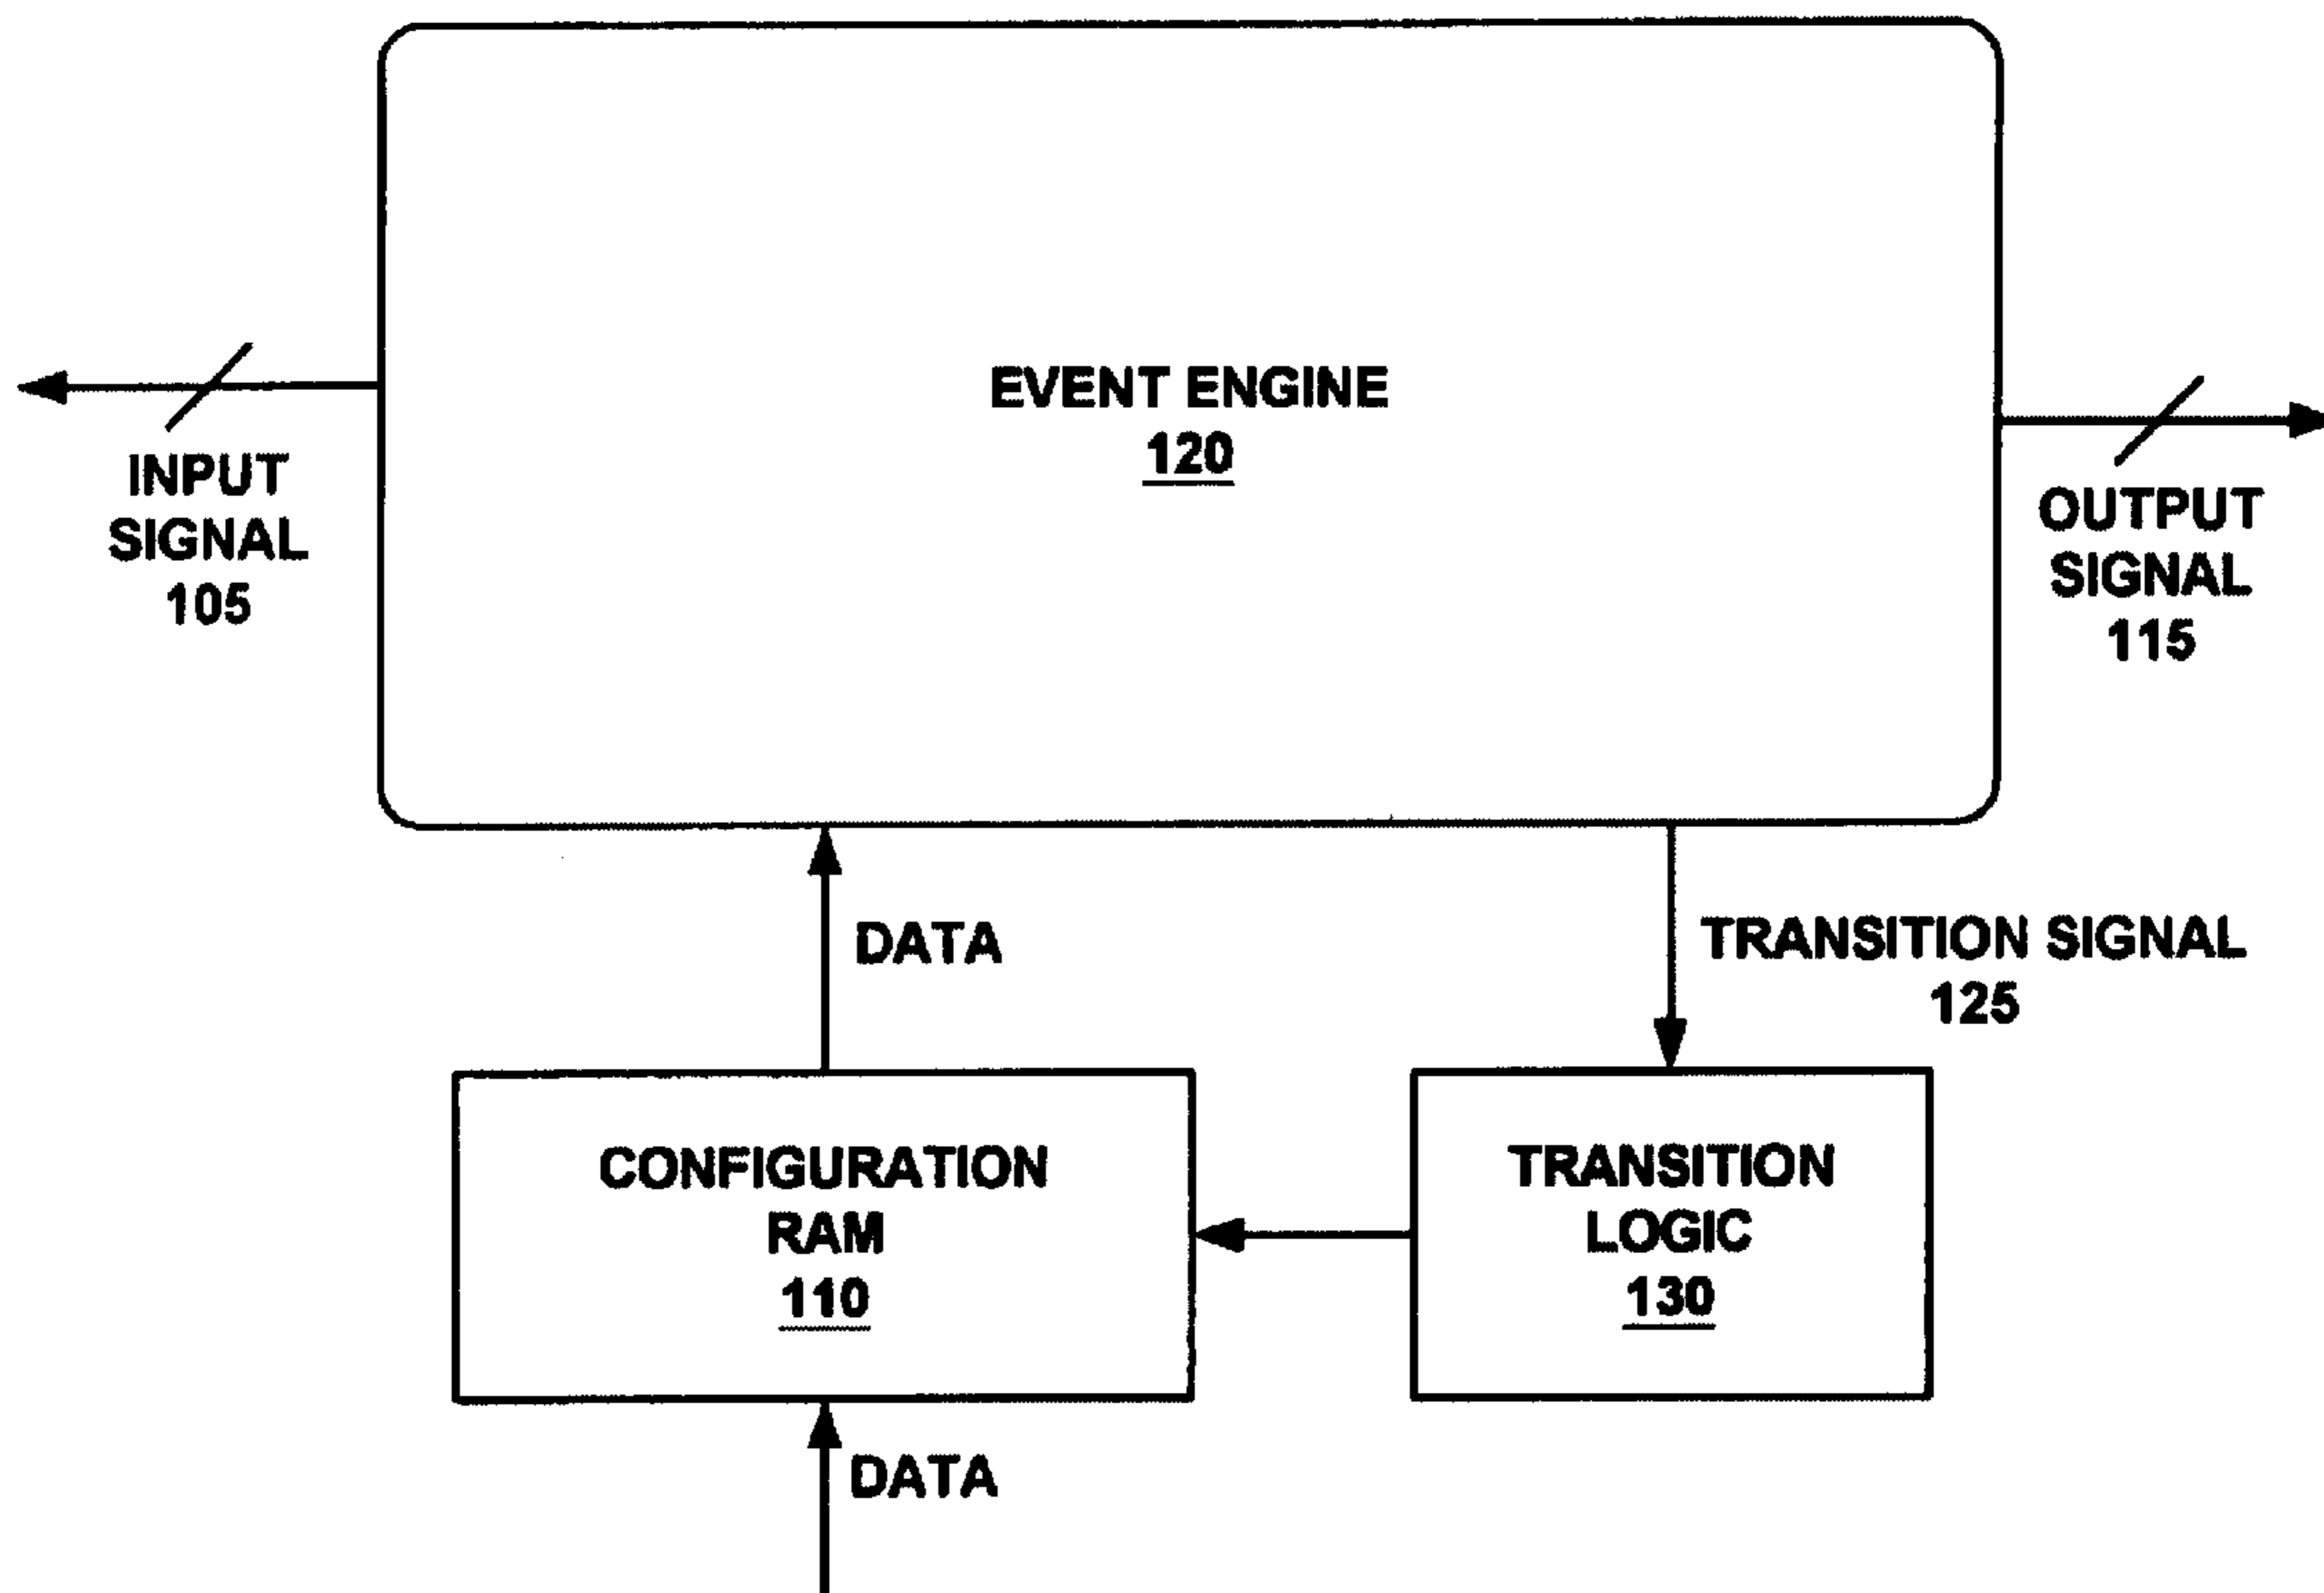 EVENT ENGINE
120
INPUT
SIGNAL
105
OUTPUT
SIGNAL
115
DATA
TRANSITION SIGNAL
125
CONFIGURATION
RAM
110
TRANSITION
LOGIC
130
DATA